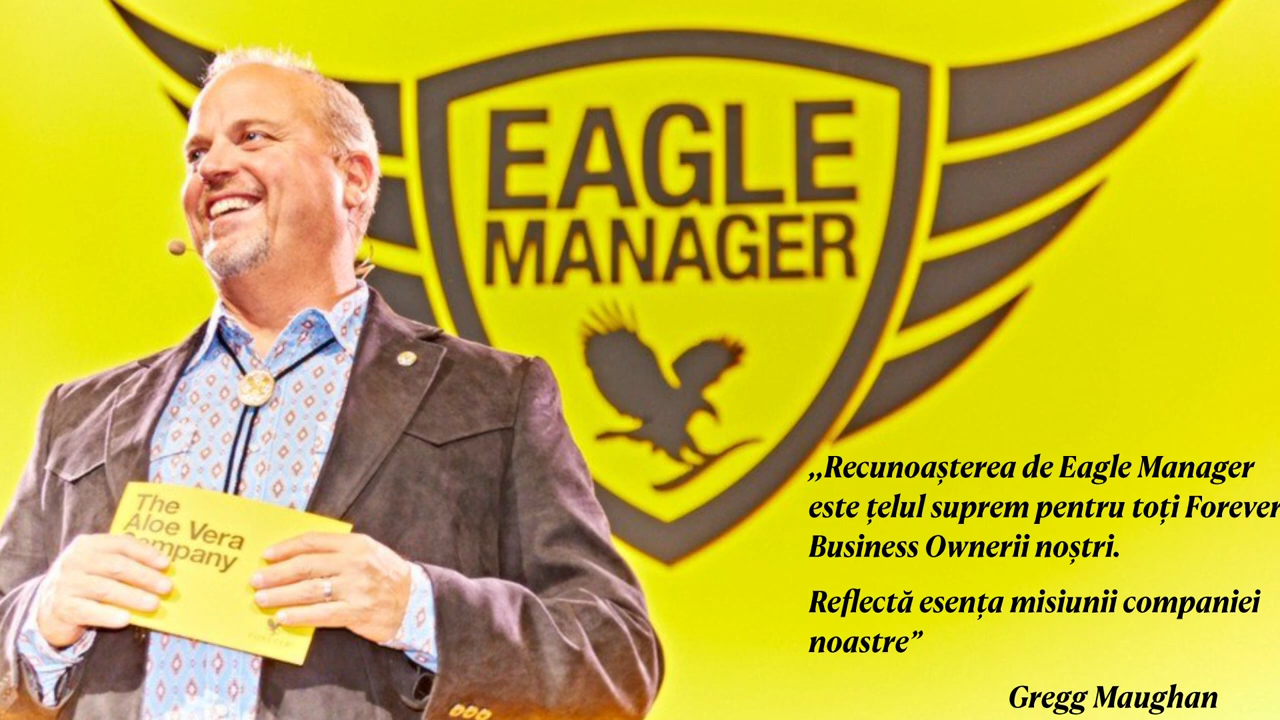 EAGLE
MANAGER
The
Aloe Vera
Company
,,Recunoașterea de Eagle Manager
este țelul suprem pentru toți Forever
Business Ownerii noștri.
Reflectă esența misiunii companiei
noastre”
Gregg Maughan